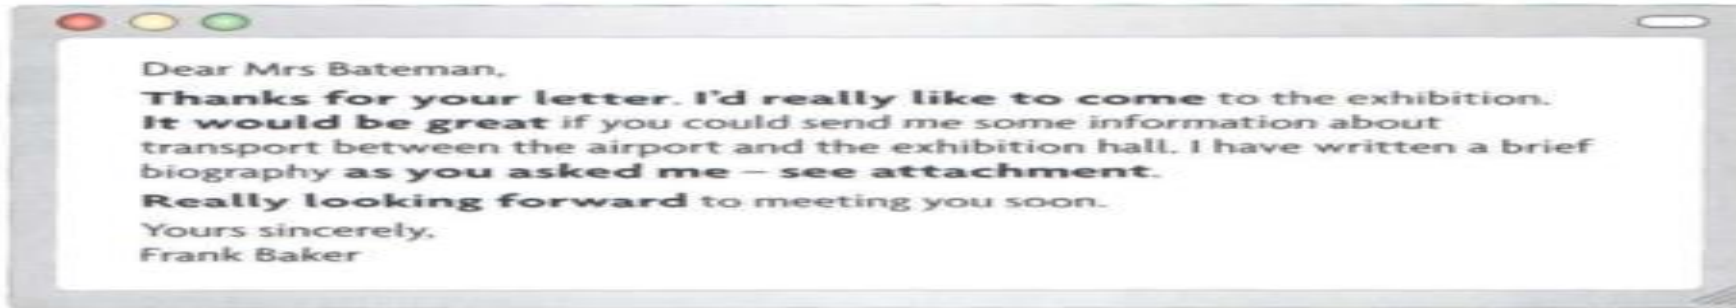 Dear Mrs Bateman,
Thanks for your letter. I'd really like to come to the exhibition.
It would be great if you could send me some information about
transport between the airport and the exhibition hall. I have written a brief
biography as you asked me – see attachment.
Really looking forward to meeting you soon.
Yours sincerely,
Frank Baker